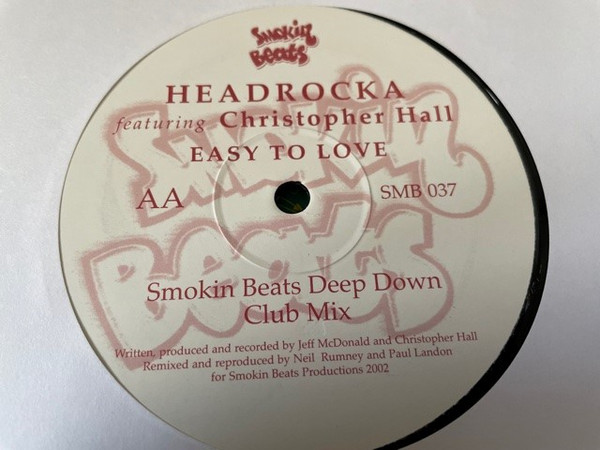 Smokin
Beats
HEADROCKA
featuring Christopher Hall
EASY TO LOVE
Smokin
Beats
AA
SMB 037
Smokin Beats Deep Down
Club Mix
Written, produced and recorded by Jeff McDonald and Christopher Hall
Remixed and reproduced by Neil Rumney and Paul Landon
for Smokin Beats Productions 2002